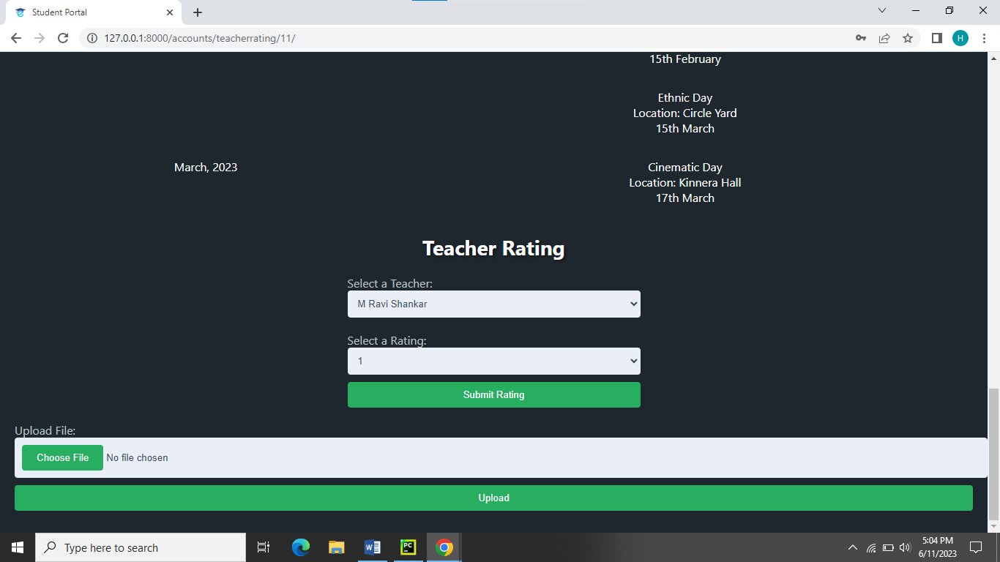 Student Portal
127.0.0.1:8000/accounts/teacherrating/11/
H
15th February
Ethnic Day
Location: Circle Yard
15th March
March, 2023
Cinematic Day
Location: Kinnera Hall
17th March
Teacher Rating
Select a Teacher:
M Ravi Shankar
Select a Rating:
1
Submit Rating
Upload File:
Choose File No file chosen
Upload
Type here to search
W
PC
5:04 PM
6/11/2023